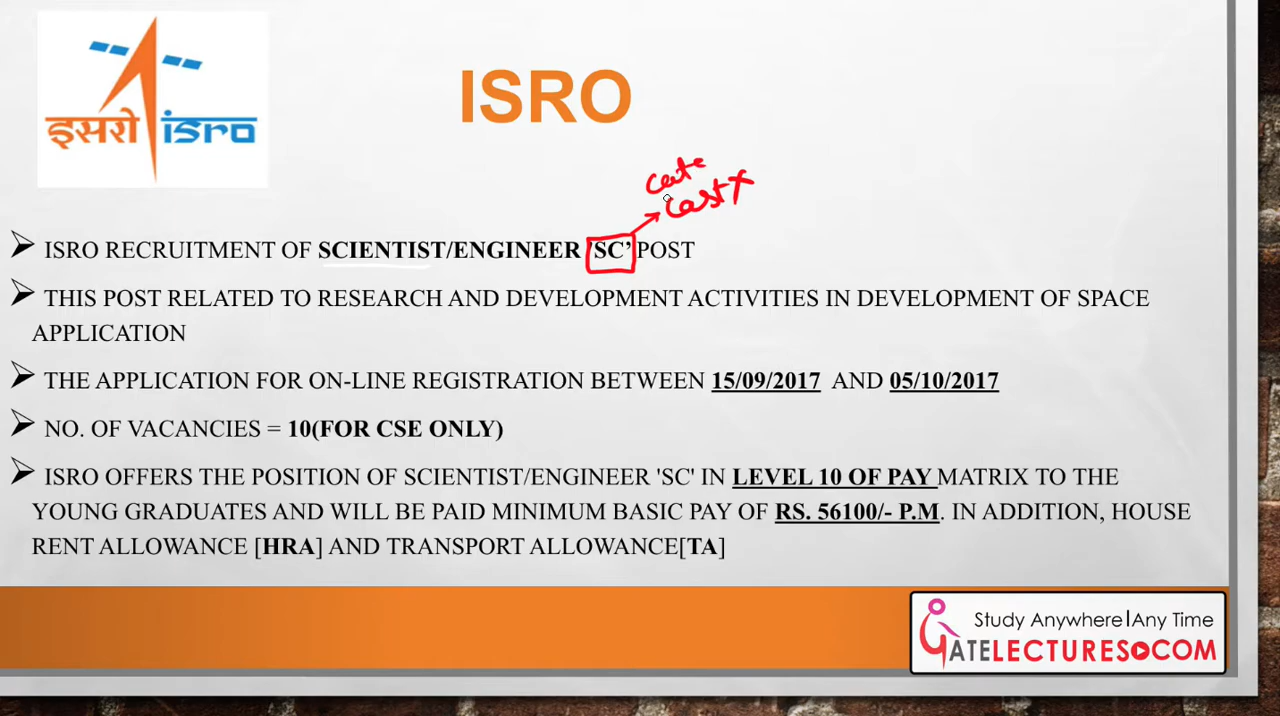 इसरो isro
ISRO
cate
cast x
➢ ISRO RECRUITMENT OF SCIENTIST/ENGINEER 'SC' POST
➢ THIS POST RELATED TO RESEARCH AND DEVELOPMENT ACTIVITIES IN DEVELOPMENT OF SPACE
APPLICATION
➢ THE APPLICATION FOR ON-LINE REGISTRATION BETWEEN 15/09/2017 AND 05/10/2017
➢ NO. OF VACANCIES = 10(FOR CSE ONLY)
➢ ISRO OFFERS THE POSITION OF SCIENTIST/ENGINEER 'SC' IN LEVEL 10 OF PAY MATRIX TO THE
YOUNG GRADUATES AND WILL BE PAID MINIMUM BASIC PAY OF RS. 56100/- P.M. IN ADDITION, HOUSE
RENT ALLOWANCE [HRA] AND TRANSPORT ALLOWANCE[TA]
Study Anywhere|Any Time
GATELECTURES.COM